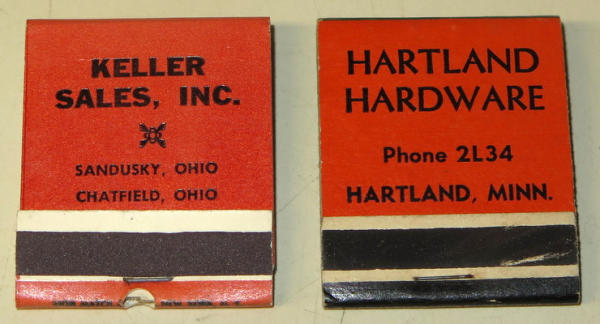 KELLER
SALES, INC.
SANDUSKY, OHIO
CHATFIELD, OHIO
HARTLAND
HARDWARE
Phone 2L34
HARTLAND, MINN.